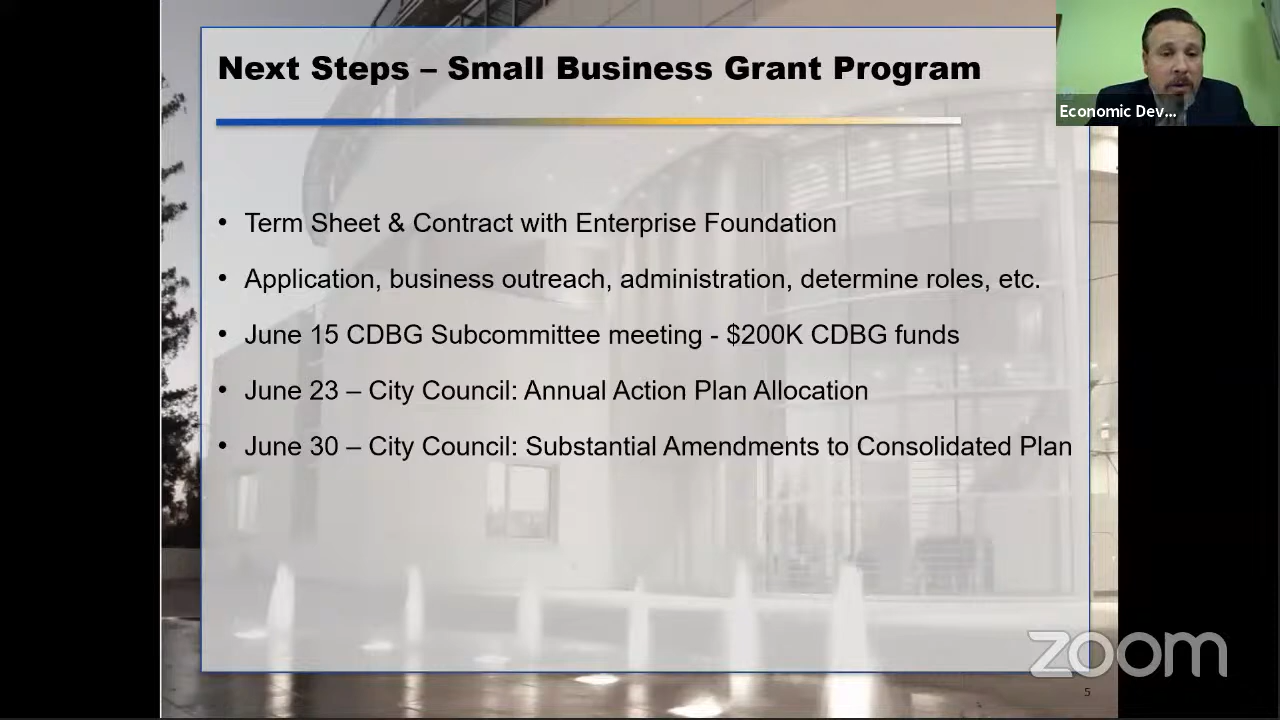 Next Steps – Small Business Grant Program
Economic Dev...
• Term Sheet & Contract with Enterprise Foundation
• Application, business outreach, administration, determine roles, etc.
• June 15 CDBG Subcommittee meeting - $200K CDBG funds
• June 23 – City Council: Annual Action Plan Allocation
• June 30 – City Council: Substantial Amendments to Consolidated Plan
zoom
5